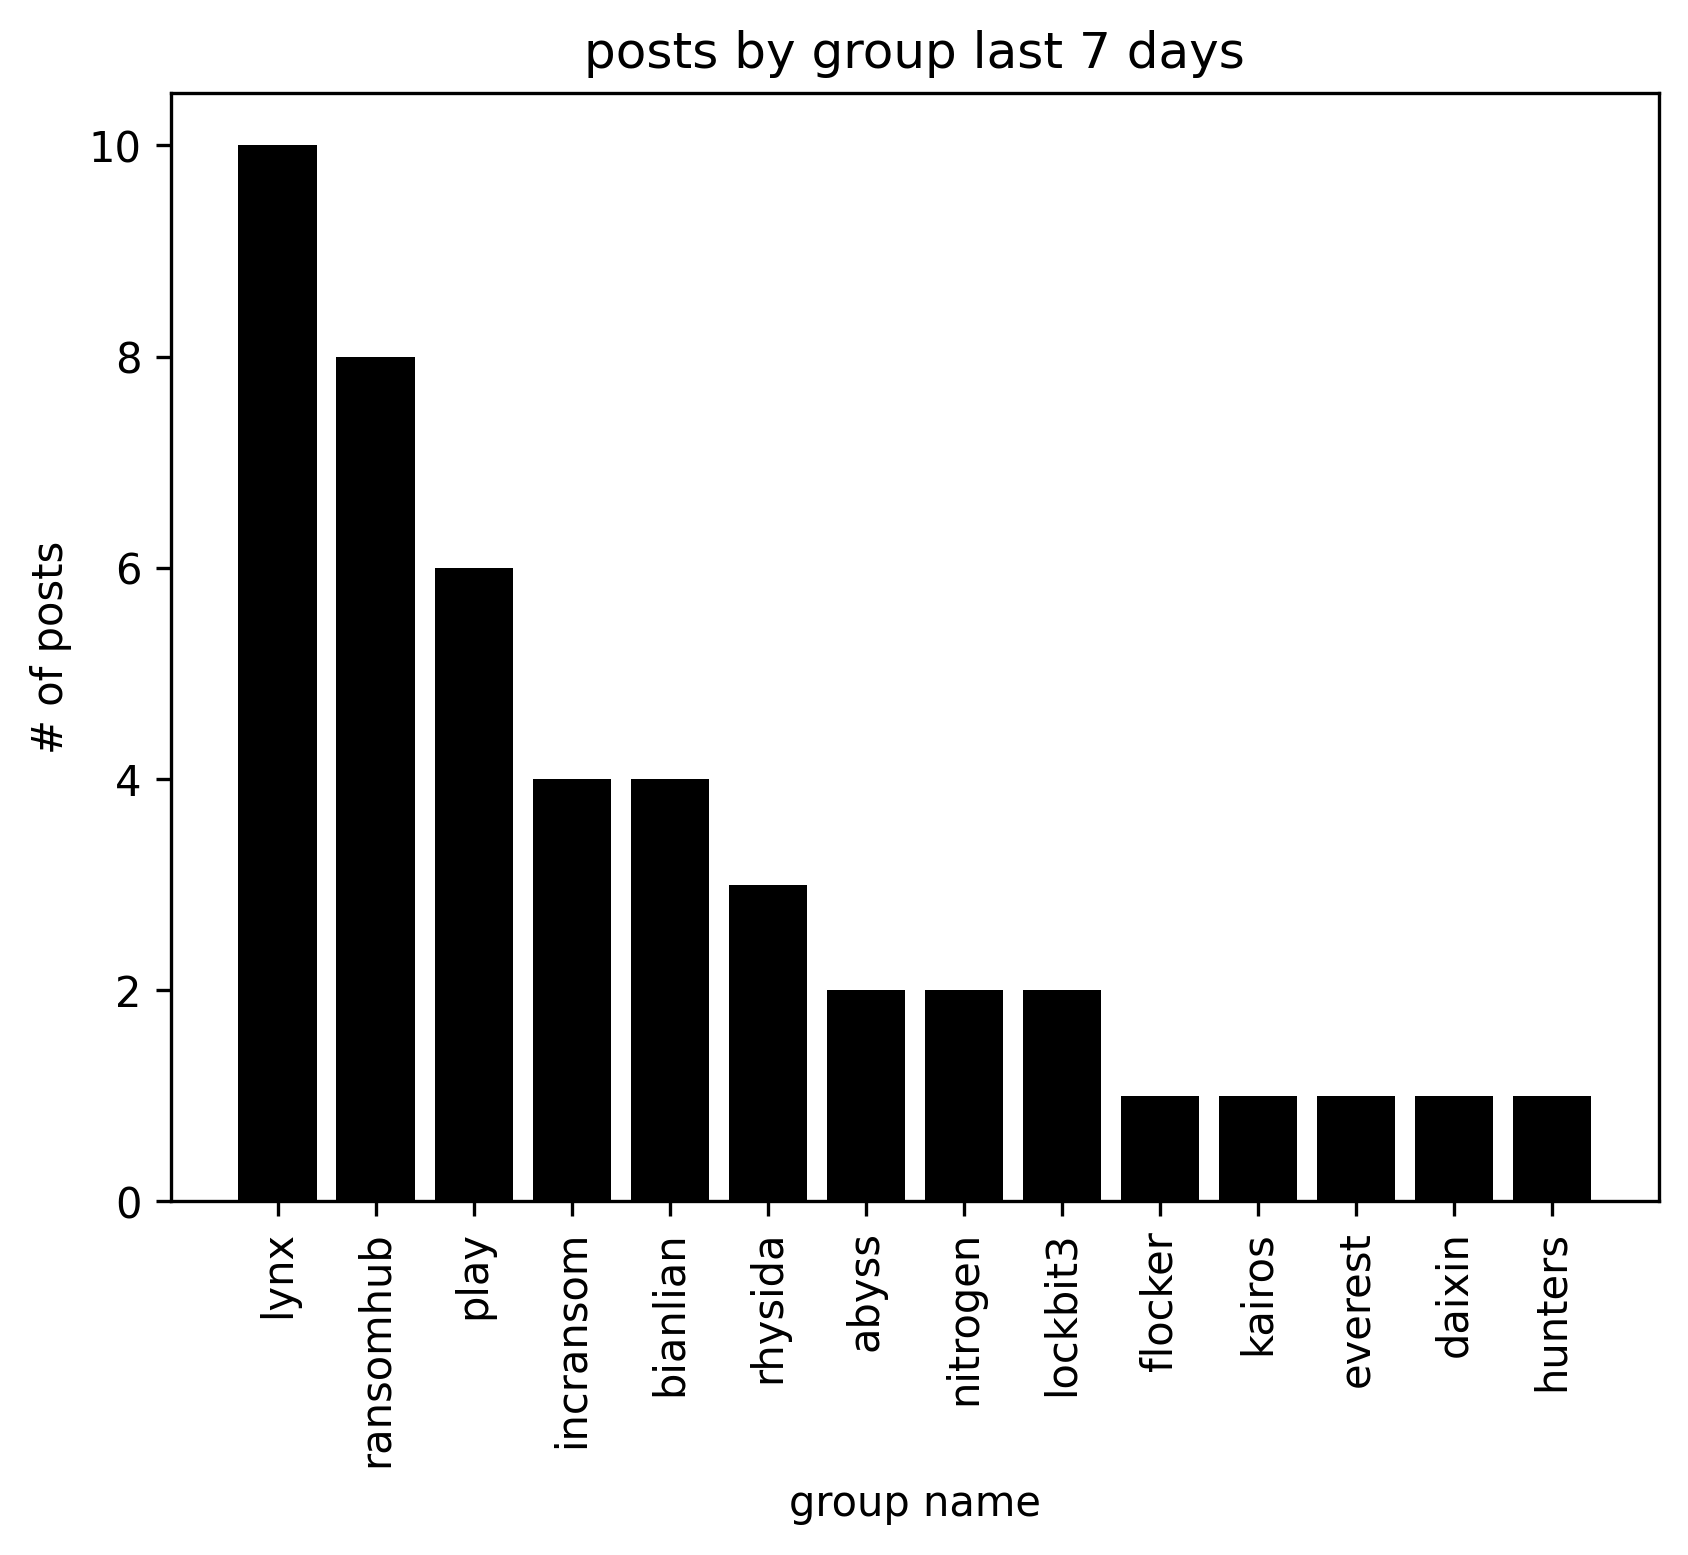 posts by group last 7 days
# of posts
10
8
6
4
2
0
lynx
ransomhub
play
incransom
bianlian
rhysida
abyss
nitrogen
lockbit3
flocker
kairos
everest
daixin
hunters
group name